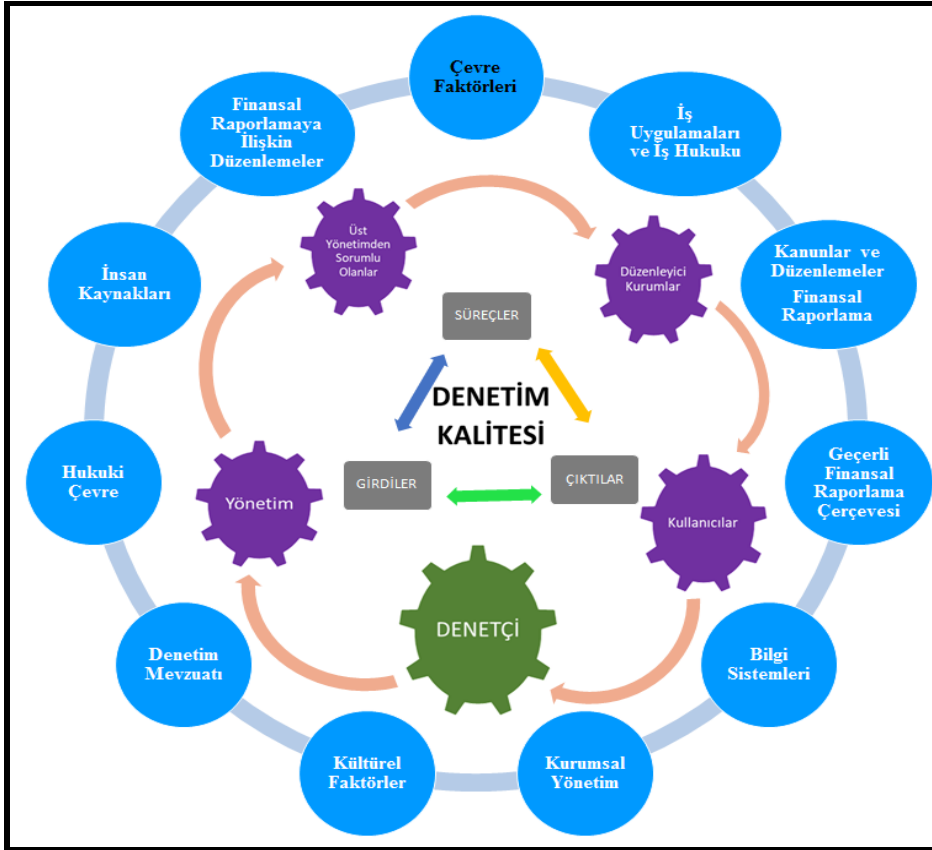 Çevre
Faktörleri
İş
Uygulamaları
ve İş Hukuku
Kanunlar ve
Düzenlemeler
Finansal
Raporlama
Geçerli
Finansal
Raporlama
Çerçevesi
Bilgi
Sistemleri
Kurumsal
Yönetim
Kültürel
Faktörler
Denetim
Mevzuatı
Hukuki
Çevre
İnsan
Kaynakları
Finansal
Raporlamaya
İlişkin
Düzenlemeler
Üst
Yönetimden
Sorumlu
Olanlar
Düzenleyici
Kurumlar
Kullanıcılar
DENETÇİ
Yönetim
SÜREÇLER
DENETİM
KALİTESİ
GİRDİLER
ÇIKTILAR